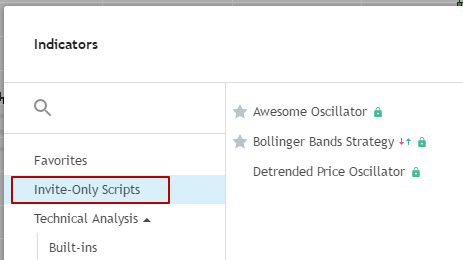 Indicators
Favorites
Invite-Only Scripts
Technical Analysis
Built-ins
Awesome Oscillator
Bollinger Bands Strategy
Detrended Price Oscillator